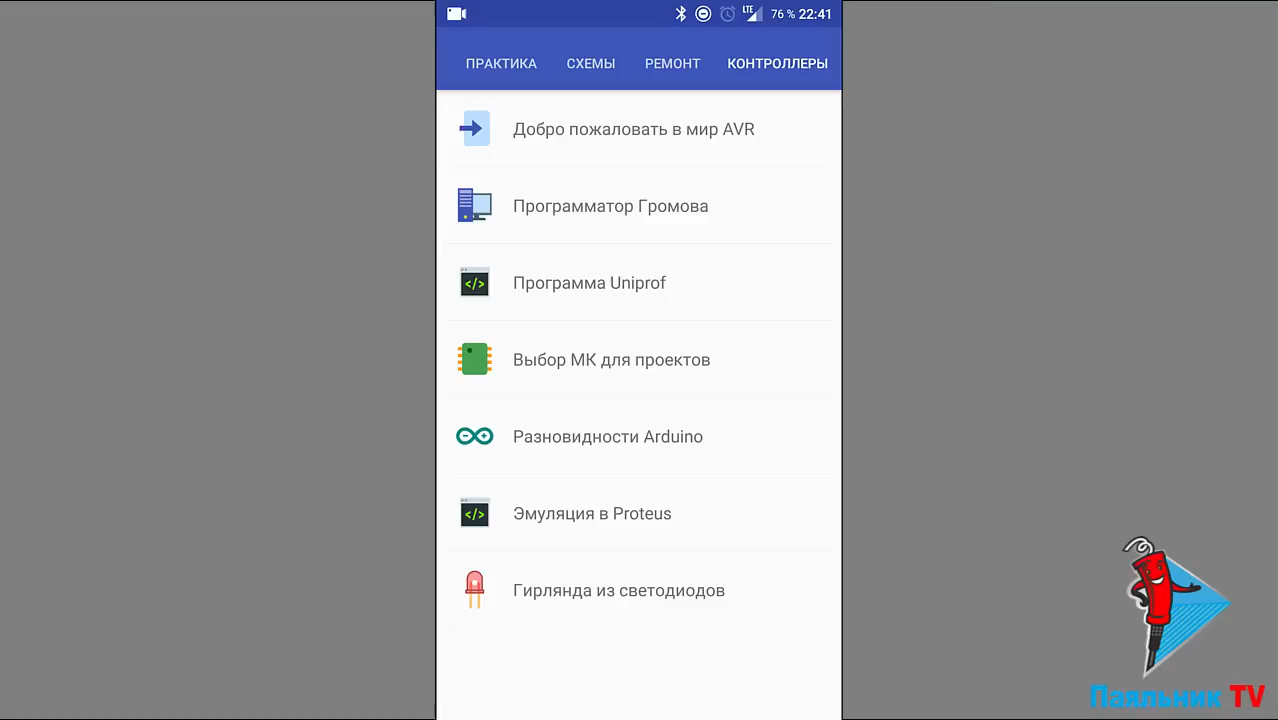 LTE 76 % 22:41
ПРАКТИКА СХЕМЫ РЕМОНТ КОНТРОЛЛЕРЫ
Добро пожаловать в мир AVR
Программатор Громова
Программа Uniprof
Выбор МК для проектов
Разновидности Arduino
Эмуляция в Proteus
Гирлянда из светодиодов
Паяльник TV